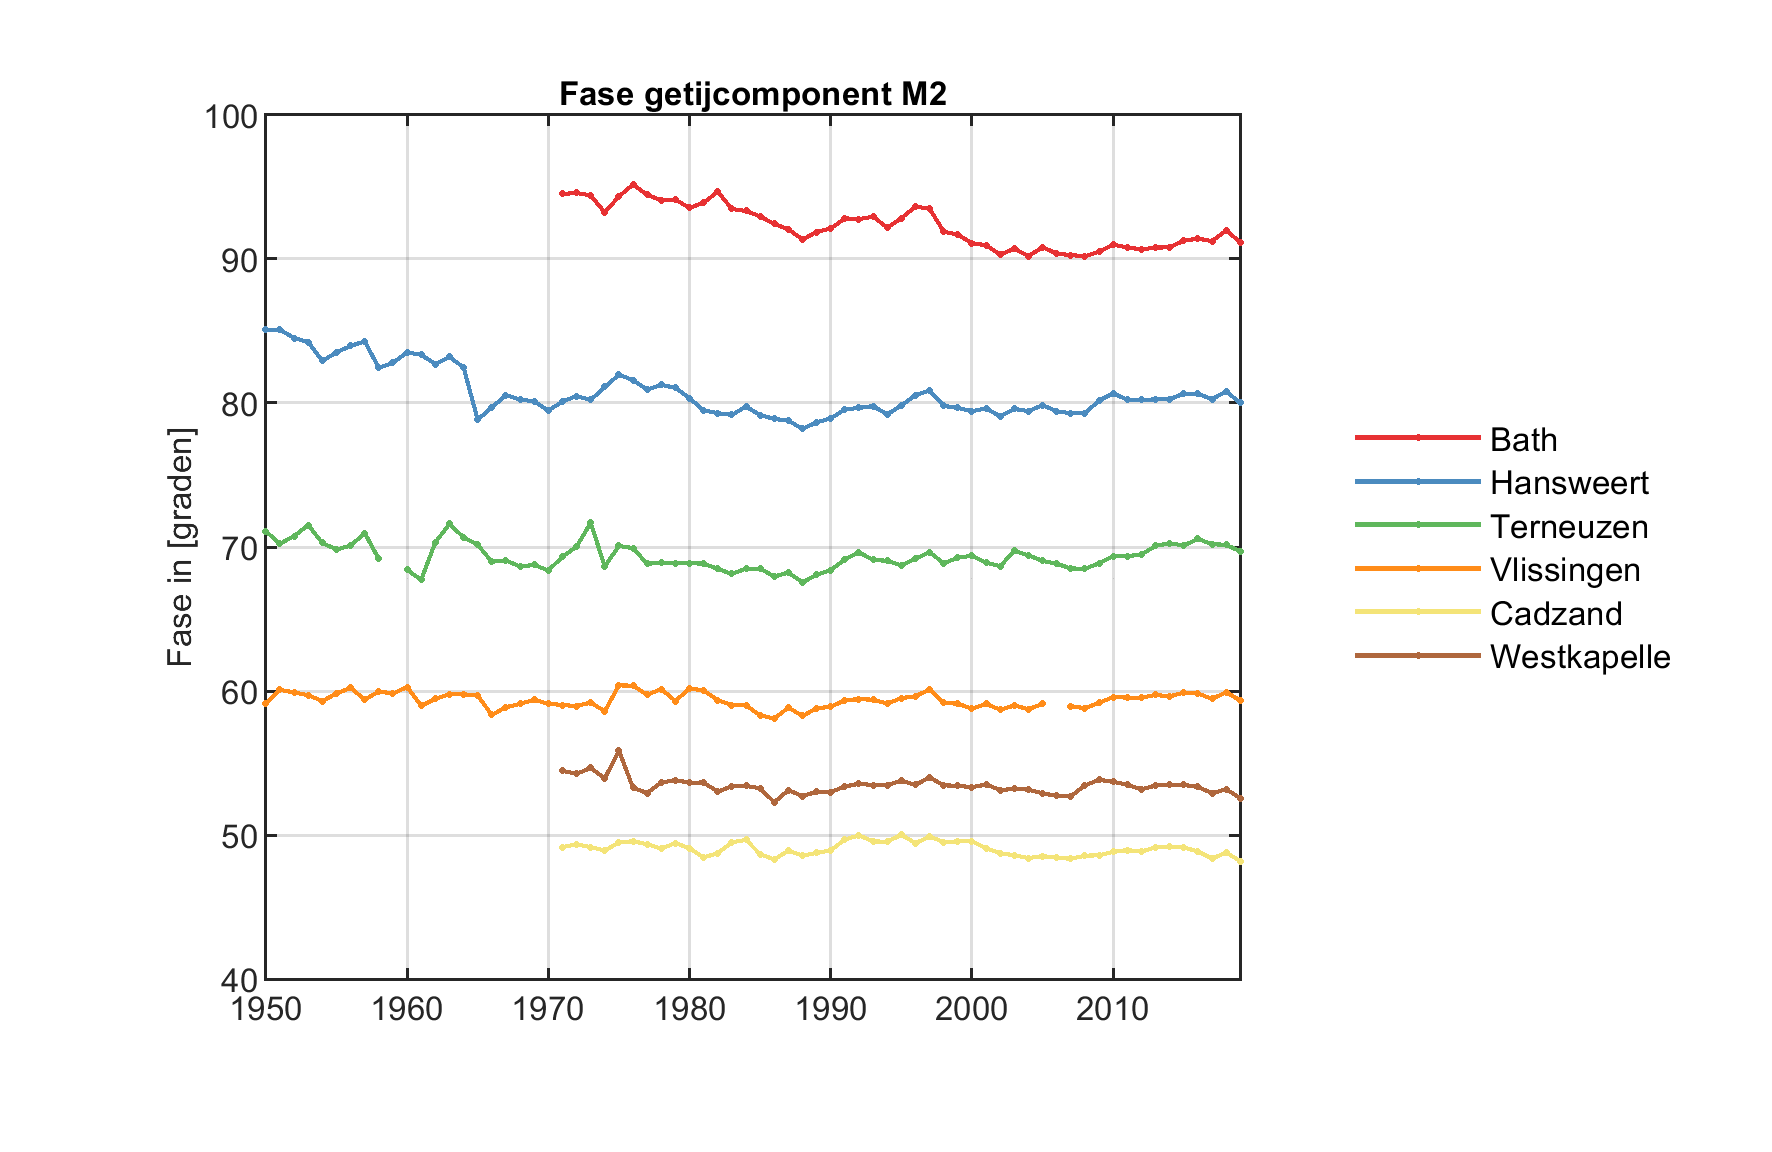 Fase getijcomponent M2
100
90
80
70
60
50
40
Fase in [graden]
1950
1960
1970
1980
1990
2000
2010
Bath
Hansweert
Terneuzen
Vlissingen
Cadzand
Westkapelle